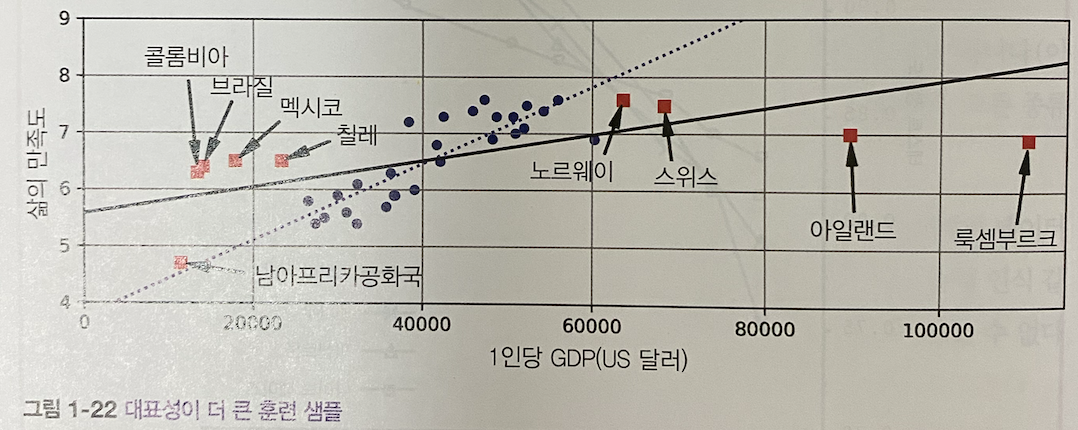 9
콜롬비아
8
브라질
멕시코
7
칠레
삶의 만족도
노르웨이
스위스
6
5
아일랜드
룩셈부르크
남아프리카공화국
4
0 20000 40000 60000 80000 100000
1인당 GDP(US 달러)
그림 1-22 대표성이 더 큰 훈련 샘플